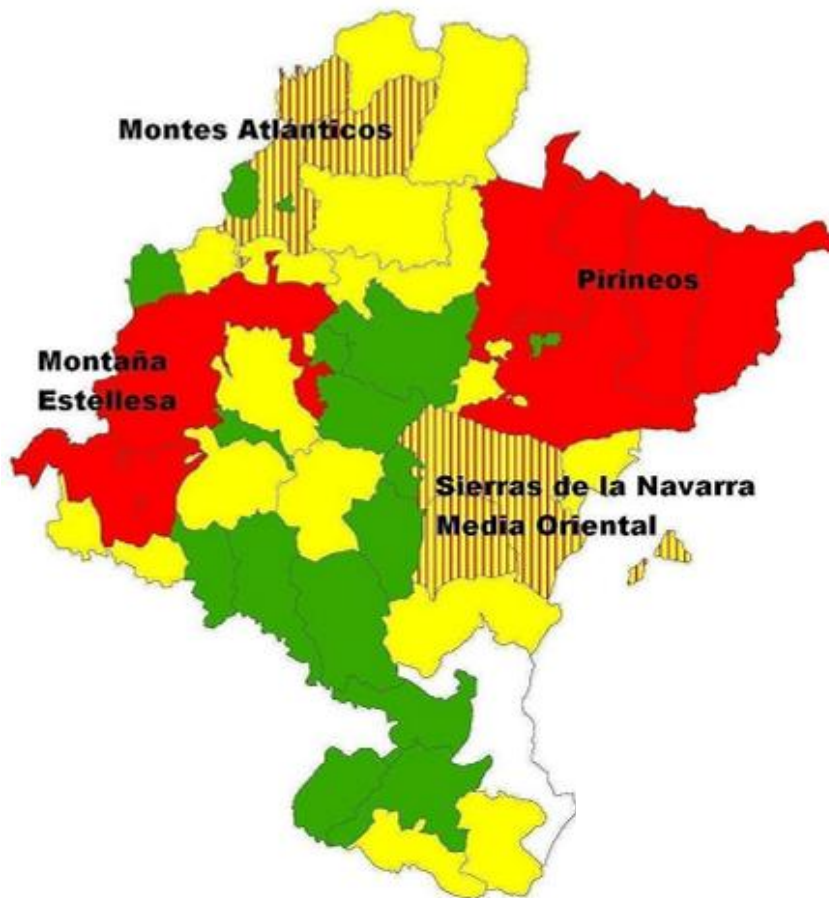 Montes Atlánticos
Pirineos
Montaña
Estellesa
Sierras de la Navarra
Media Oriental